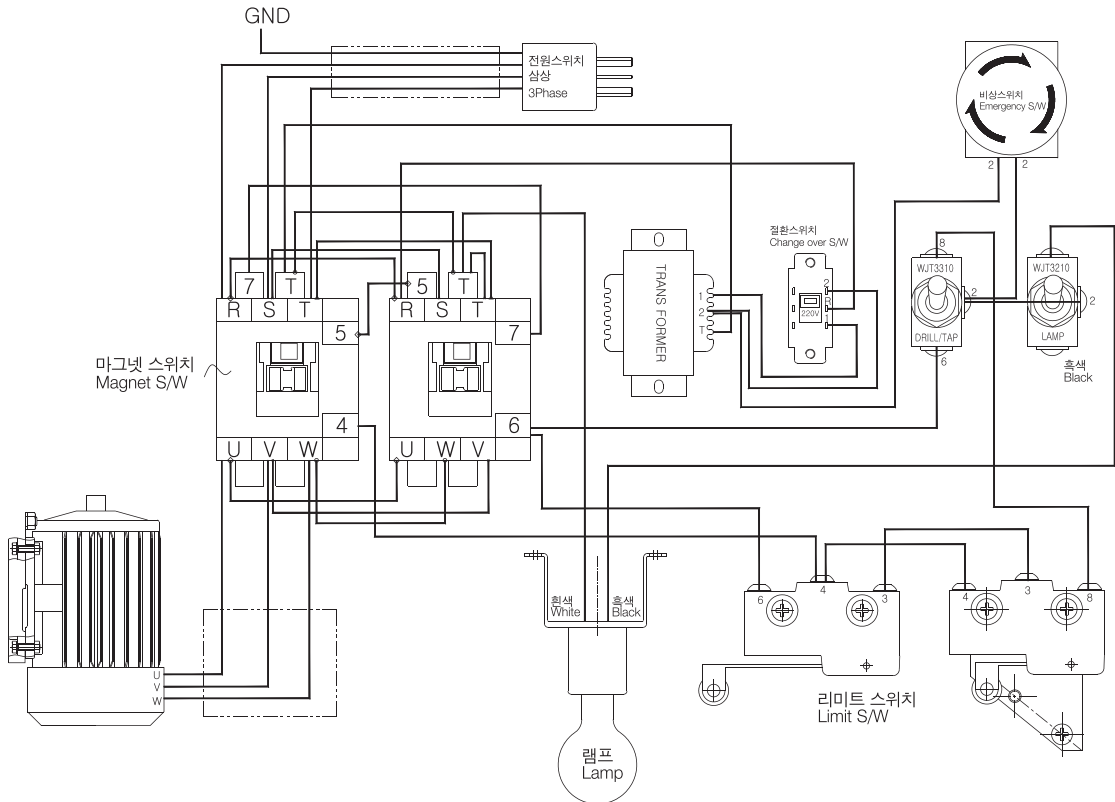 GND
전원스위치
삼상
3Phase
비상스위치
Emergency S/W
2 2
절환스위치
Change over S/W
8
WJT3310
2
DRILL/TAP
6
WJT3210
2
LAMP
흑색
Black
TRANS FORMER
1
2
T
2
R
1
220V
7 T
R S T
5
4
U V W
5 T
R S T
7
6
U W V
마그넷 스위치
Magnet S/W
U
V
W
흰색
White
흑색
Black
램프
Lamp
6 4 3
4 3 8
리미트 스위치
Limit S/W